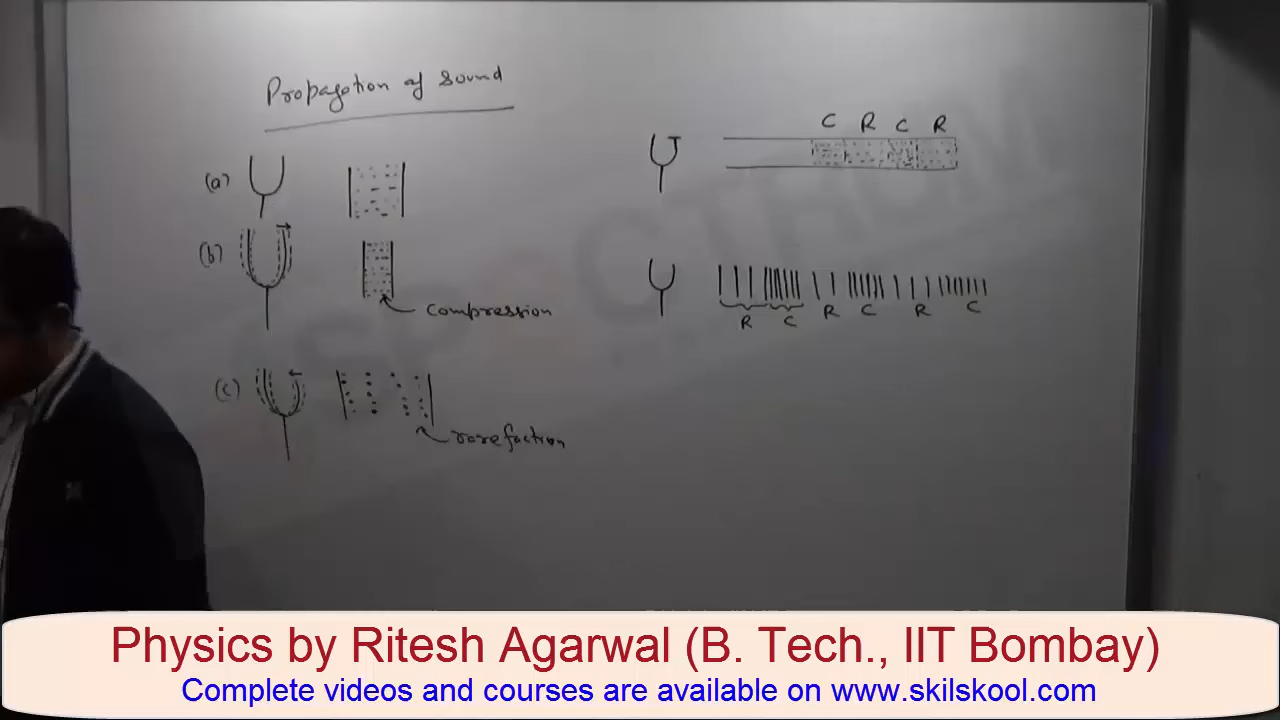 Propagation of Sound
(a)
(b)
compression
(c)
rarefaction
C R C R
R C R C R C
SPECTRUM
Physics by Ritesh Agarwal (B. Tech., IIT Bombay)
Complete videos and courses are available on www.skilskool.com